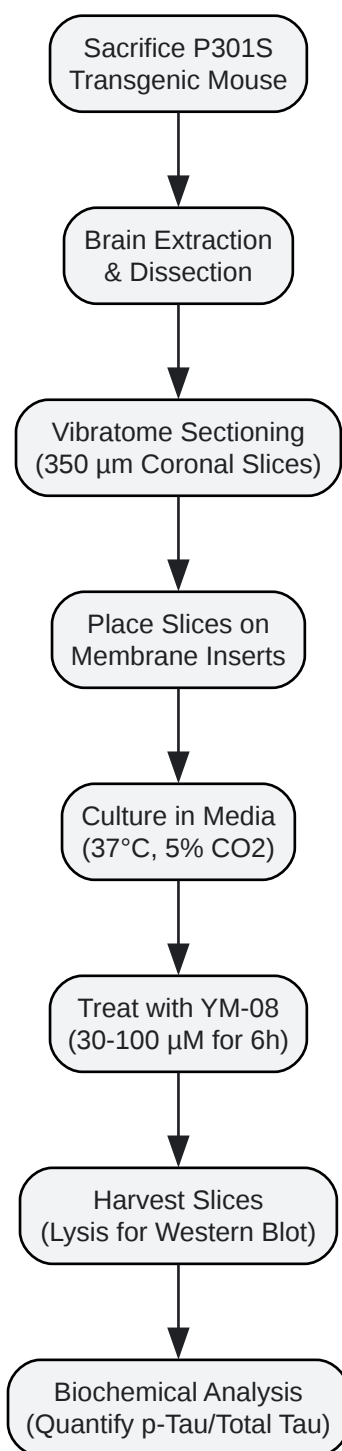 Sacrifice P301S
Transgenic Mouse
Brain Extraction
& Dissection
Vibratome Sectioning
(350 µm Coronal Slices)
Place Slices on
Membrane Inserts
Culture in Media
(37°C, 5% CO2)
Treat with YM-08
(30-100 µM for 6h)
Harvest Slices
(Lysis for Western Blot)
Biochemical Analysis
(Quantify p-Tau/Total Tau)